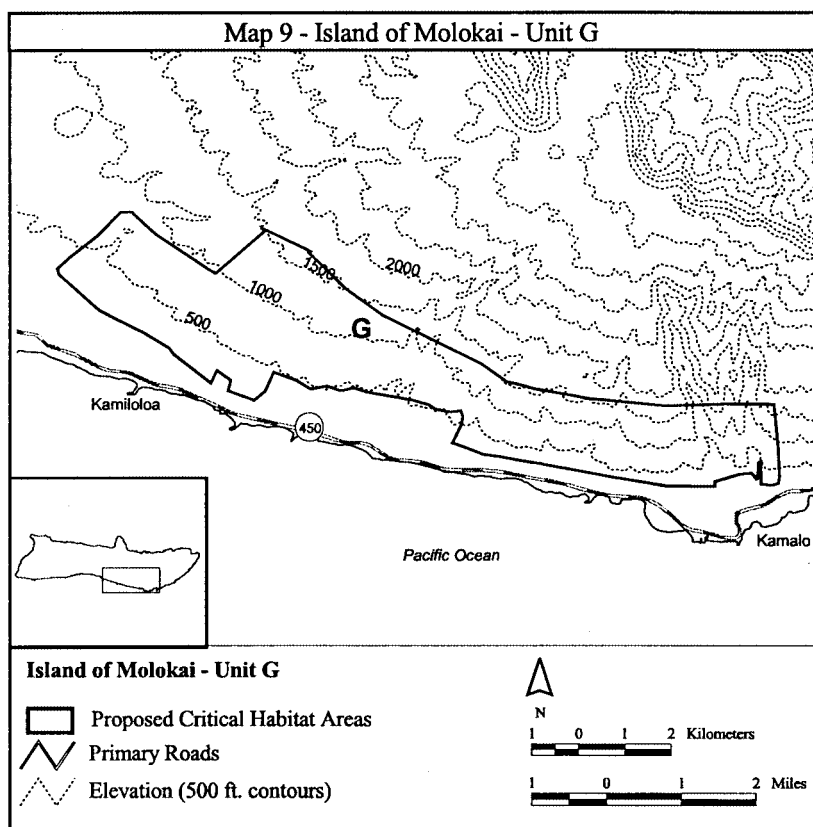 Map 9 - Island of Molokai - Unit G
1500
2000
1000
500
G
Kamiloloa
450
Pacific Ocean
Kamalo
Island of Molokai - Unit G
Proposed Critical Habitat Areas
Primary Roads
Elevation (500 ft. contours)
N
1 0 1 2 Kilometers
1 0 1 2 Miles